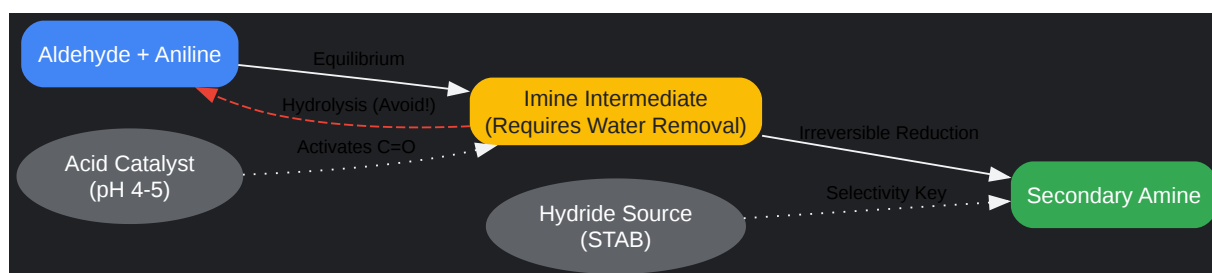 Aldehyde + Aniline
Equilibrium
Hydrolysis (Avoid!)
Imine Intermediate
(Requires Water Removal)
Irreversible Reduction
Acid Catalyst
(pH 4-5)
Activates C=O
Hydride Source
(STAB)
Selectivity Key
Secondary Amine